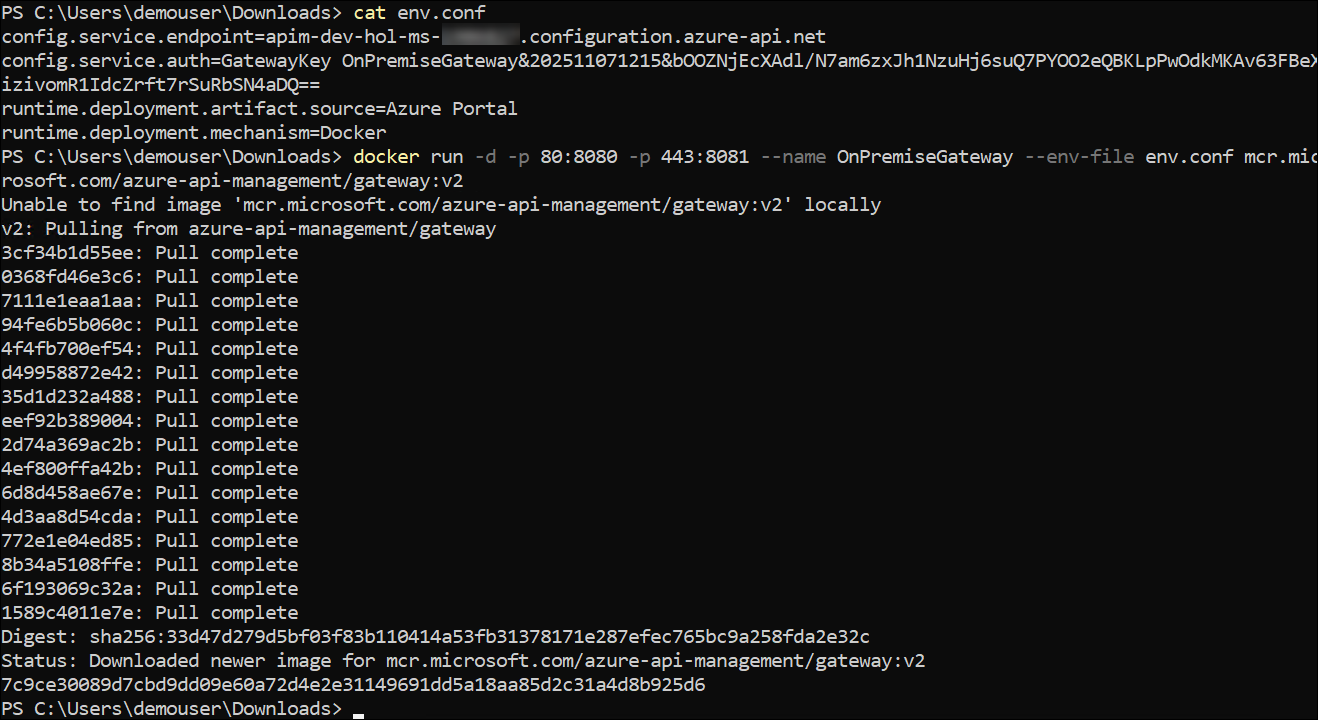 PS C:\Users\demouser\Downloads> cat env.conf
config.service.endpoint=apim-dev-hol-ms-.configuration.azure-api.net
config.service.auth=GatewayKey OnPremiseGateway&202511071215&bOOZNjEcXAdl/N7am6zxJh1NzuHj6suQ7PYOO2eQBKLpPwOdkMKAv63FBeX
izivomR1IdcZrft7rSuRbSN4aDQ==
runtime.deployment.artifact.source=Azure Portal
runtime.deployment.mechanism=Docker
PS C:\Users\demouser\Downloads> docker run -d -p 80:8080 -p 443:8081 --name OnPremiseGateway --env-file env.conf mcr.mic
rosoft.com/azure-api-management/gateway:v2
Unable to find image 'mcr.microsoft.com/azure-api-management/gateway:v2' locally
v2: Pulling from azure-api-management/gateway
3cf34b1d55ee: Pull complete
0368fd46e3c6: Pull complete
7111e1eaa1aa: Pull complete
94fe6b5b060c: Pull complete
4f4fb700ef54: Pull complete
d49958872e42: Pull complete
35d1d232a488: Pull complete
eef92b389004: Pull complete
2d74a369ac2b: Pull complete
4ef800ffa42b: Pull complete
6d8d458ae67e: Pull complete
4d3aa8d54cda: Pull complete
772e1e04ed85: Pull complete
8b34a5108ffe: Pull complete
6f193069c32a: Pull complete
1589c4011e7e: Pull complete
Digest: sha256:33d47d279d5bf03f83b110414a53fb31378171e287efec765bc9a258fda2e32c
Status: Downloaded newer image for mcr.microsoft.com/azure-api-management/gateway:v2
7c9ce30089d7cbd9dd09e60a72d4e2e31149691dd5a18aa85d2c31a4d8b925d6
PS C:\Users\demouser\Downloads>